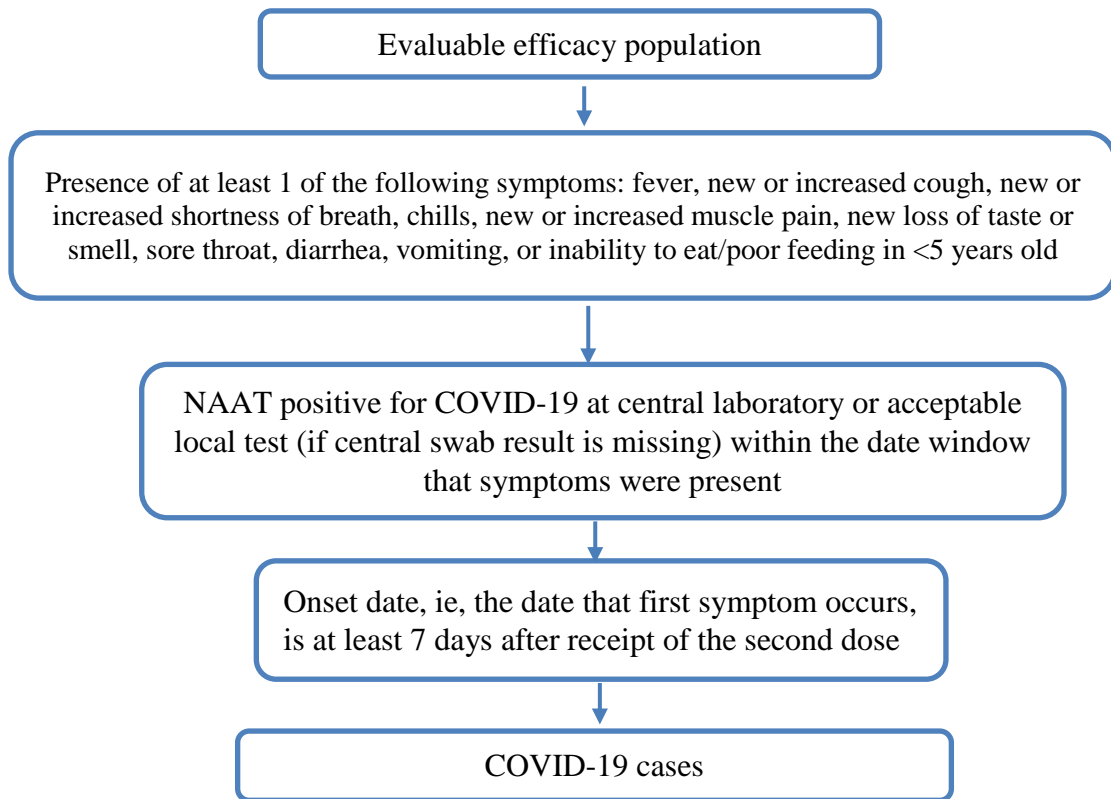 Evaluable efficacy population
Presence of at least 1 of the following symptoms: fever, new or increased cough, new or
increased shortness of breath, chills, new or increased muscle pain, new loss of taste or
smell, sore throat, diarrhea, vomiting, or inability to eat/poor feeding in <5 years old
NAAT positive for COVID-19 at central laboratory or acceptable
local test (if central swab result is missing) within the date window
that symptoms were present
Onset date, ie, the date that first symptom occurs,
is at least 7 days after receipt of the second dose
COVID-19 cases